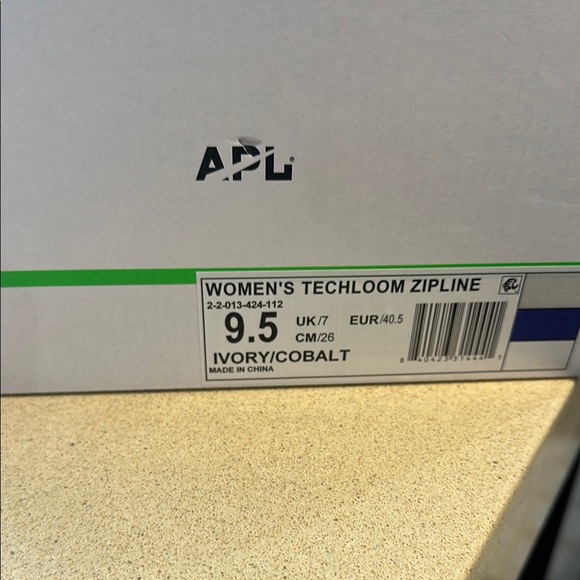 APL®
WOMEN'S TECHLOOM ZIPLINE
2-2-013-424-112
9.5 UK/7 EUR/40.5
CM/26
IVORY/COBALT
MADE IN CHINA